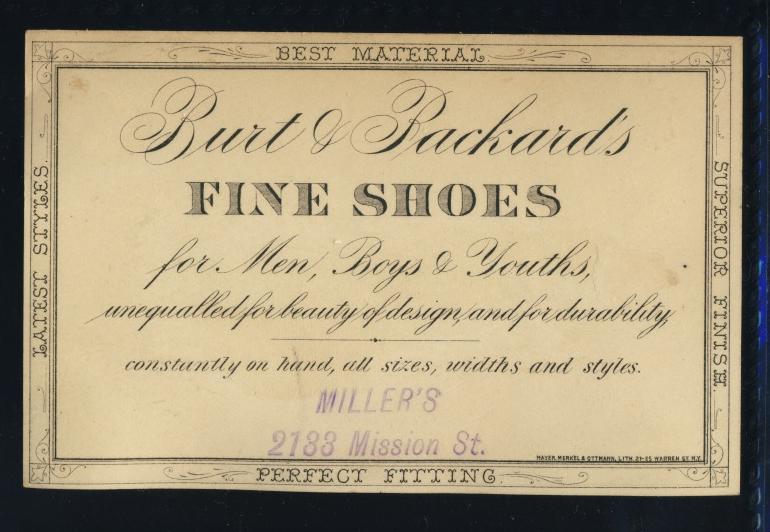 BEST MATERIAL
LATEST STYLES.
SUPERIOR FINISH.
Burt & Packard's
FINE SHOES
for Men, Boys & Youths,
unequalled for beauty of design, and for durability,
constantly on hand, all sizes, widths and styles.
MILLER'S
2133 Mission St.
MAYER, MERKEL & OTTMANN, LITH. 21-25 WARREN ST. N.Y.
PERFECT FITTING